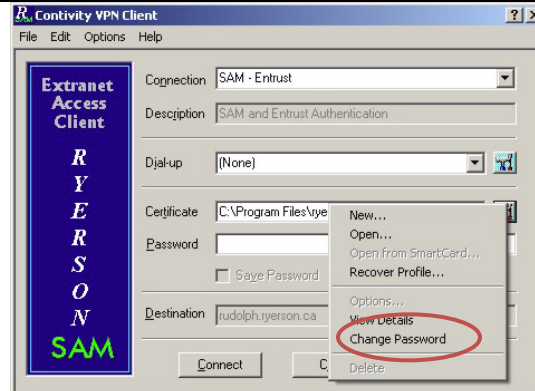 R SAM Contivity VPN Client
File Edit Options Help
Extranet
Access
Client
R
Y
E
R
S
O
N
SAM
Connection SAM - Entrust
Description SAM and Entrust Authentication
Dial-up (None)
Certificate C:\Program Files\rye
Password
Save Password
Destination rudolph.ryerson.ca
Connect C
New...
Open...
Open from SmartCard...
Recover Profile...
Options...
View Details
Change Password
Delete